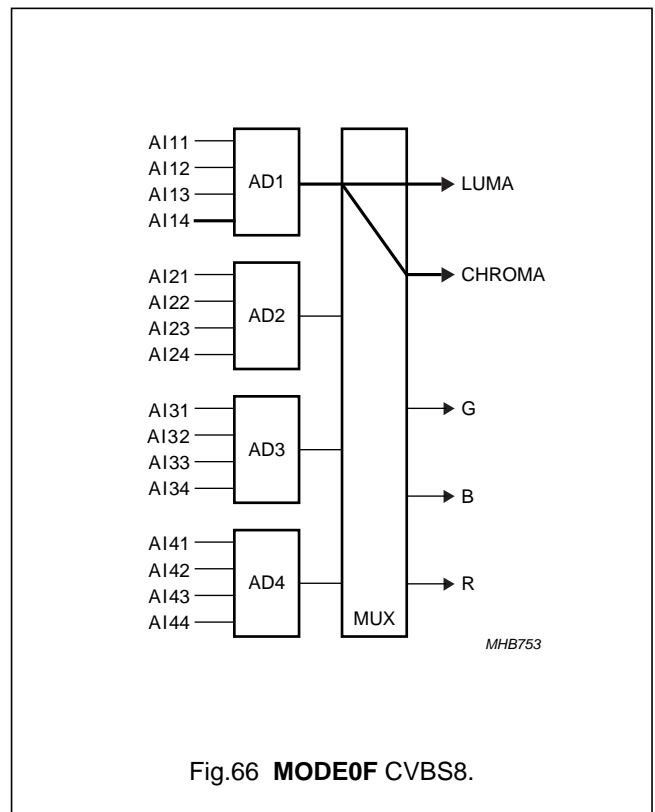 AI11
AI12
AI13
AI14
AD1
LUMA
CHROMA
AI21
AI22
AI23
AI24
AD2
AI31
AI32
AI33
AI34
AD3
G
B
AI41
AI42
AI43
AI44
AD4
R
MUX
MHB753
Fig.66 MODE0F CVBS8.